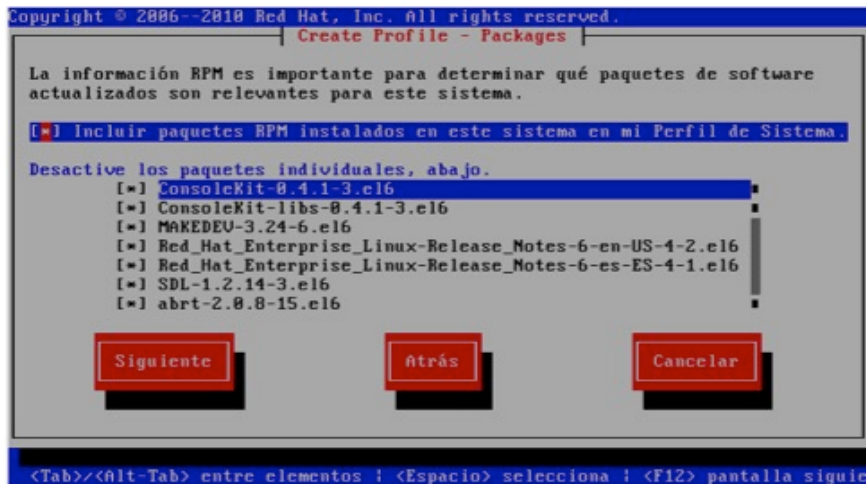 Copyright © 2006--2010 Red Hat, Inc. All rights reserved.
Create Profile - Packages
La información RPM es importante para determinar qué paquetes de software
actualizados son relevantes para este sistema.
[*] Incluir paquetes RPM instalados en este sistema en mi Perfil de Sistema.
Desactive los paquetes individuales, abajo.
[*] ConsoleKit-0.4.1-3.el6
[*] ConsoleKit-libs-0.4.1-3.el6
[*] MAKEDEV-3.24-6.el6
[*] Red_Hat_Enterprise_Linux-Release_Notes-6-en-US-4-2.el6
[*] Red_Hat_Enterprise_Linux-Release_Notes-6-es-ES-4-1.el6
[*] SDL-1.2.14-3.el6
[*] abrt-2.0.8-15.el6
Siguiente Atrás Cancelar
<Tab>/<Alt-Tab> entre elementos ¦ <Espacio> selecciona ¦ <F12> pantalla siguie